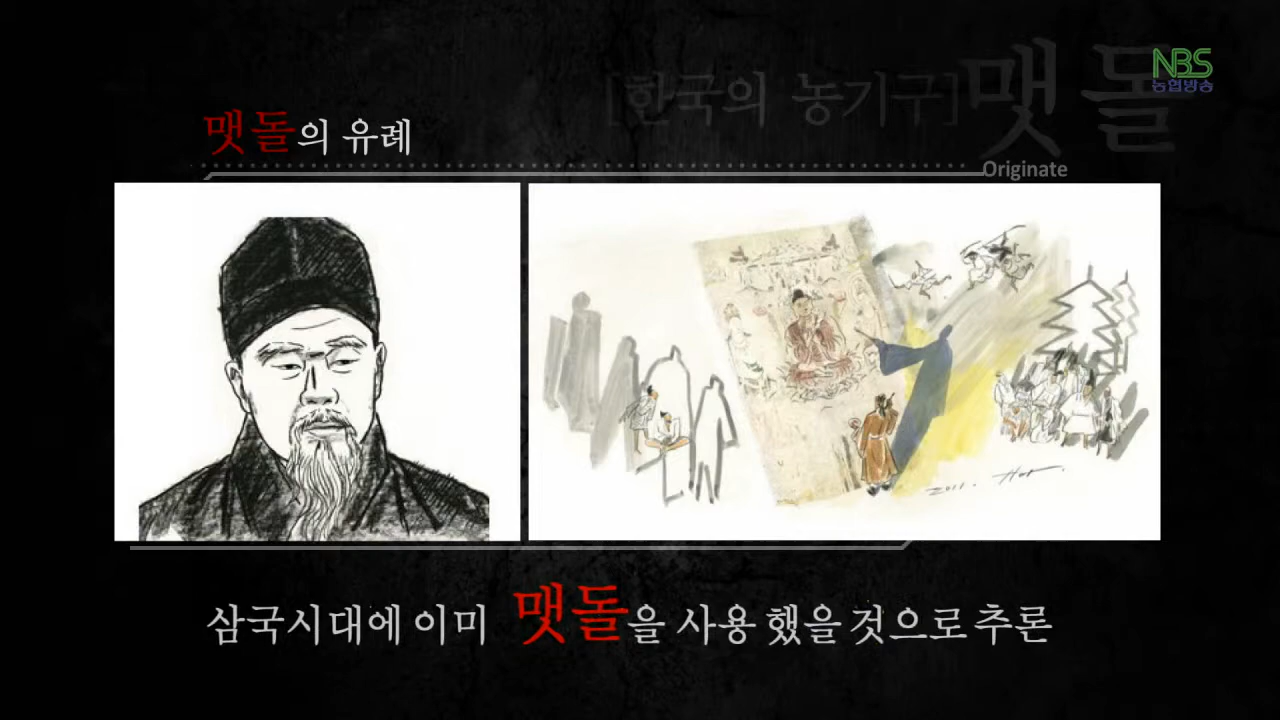 [한국의 농기구] 맷돌
NBS
농협방송
맷돌의 유례
Originate
2011. Hur.
삼국시대에 이미 맷돌을 사용 했을 것으로 추론